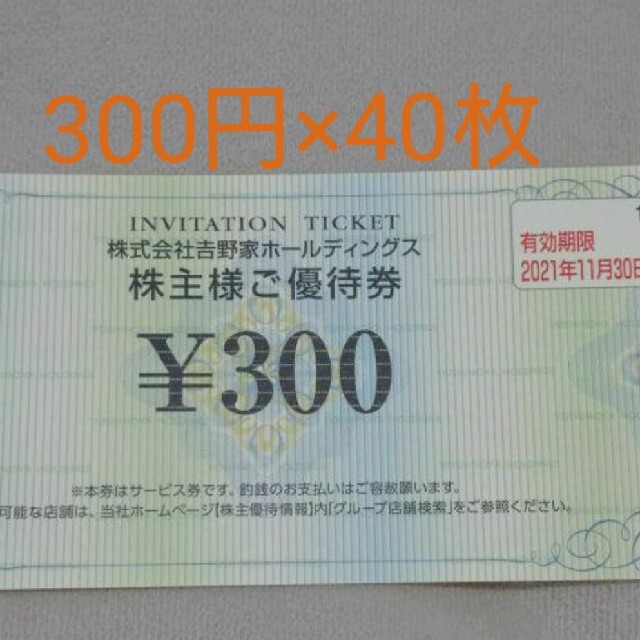 300円×40枚
INVITATION TICKET
株式会社吉野家ホールディングス
株主様ご優待券
有効期限
2021年11月30日
¥300
※本券はサービス券です。釣銭のお支払いはご容赦願います。
可能な店舗は、当社ホームページ【株主優待情報】内「グループ店舗検索」をご参照ください。